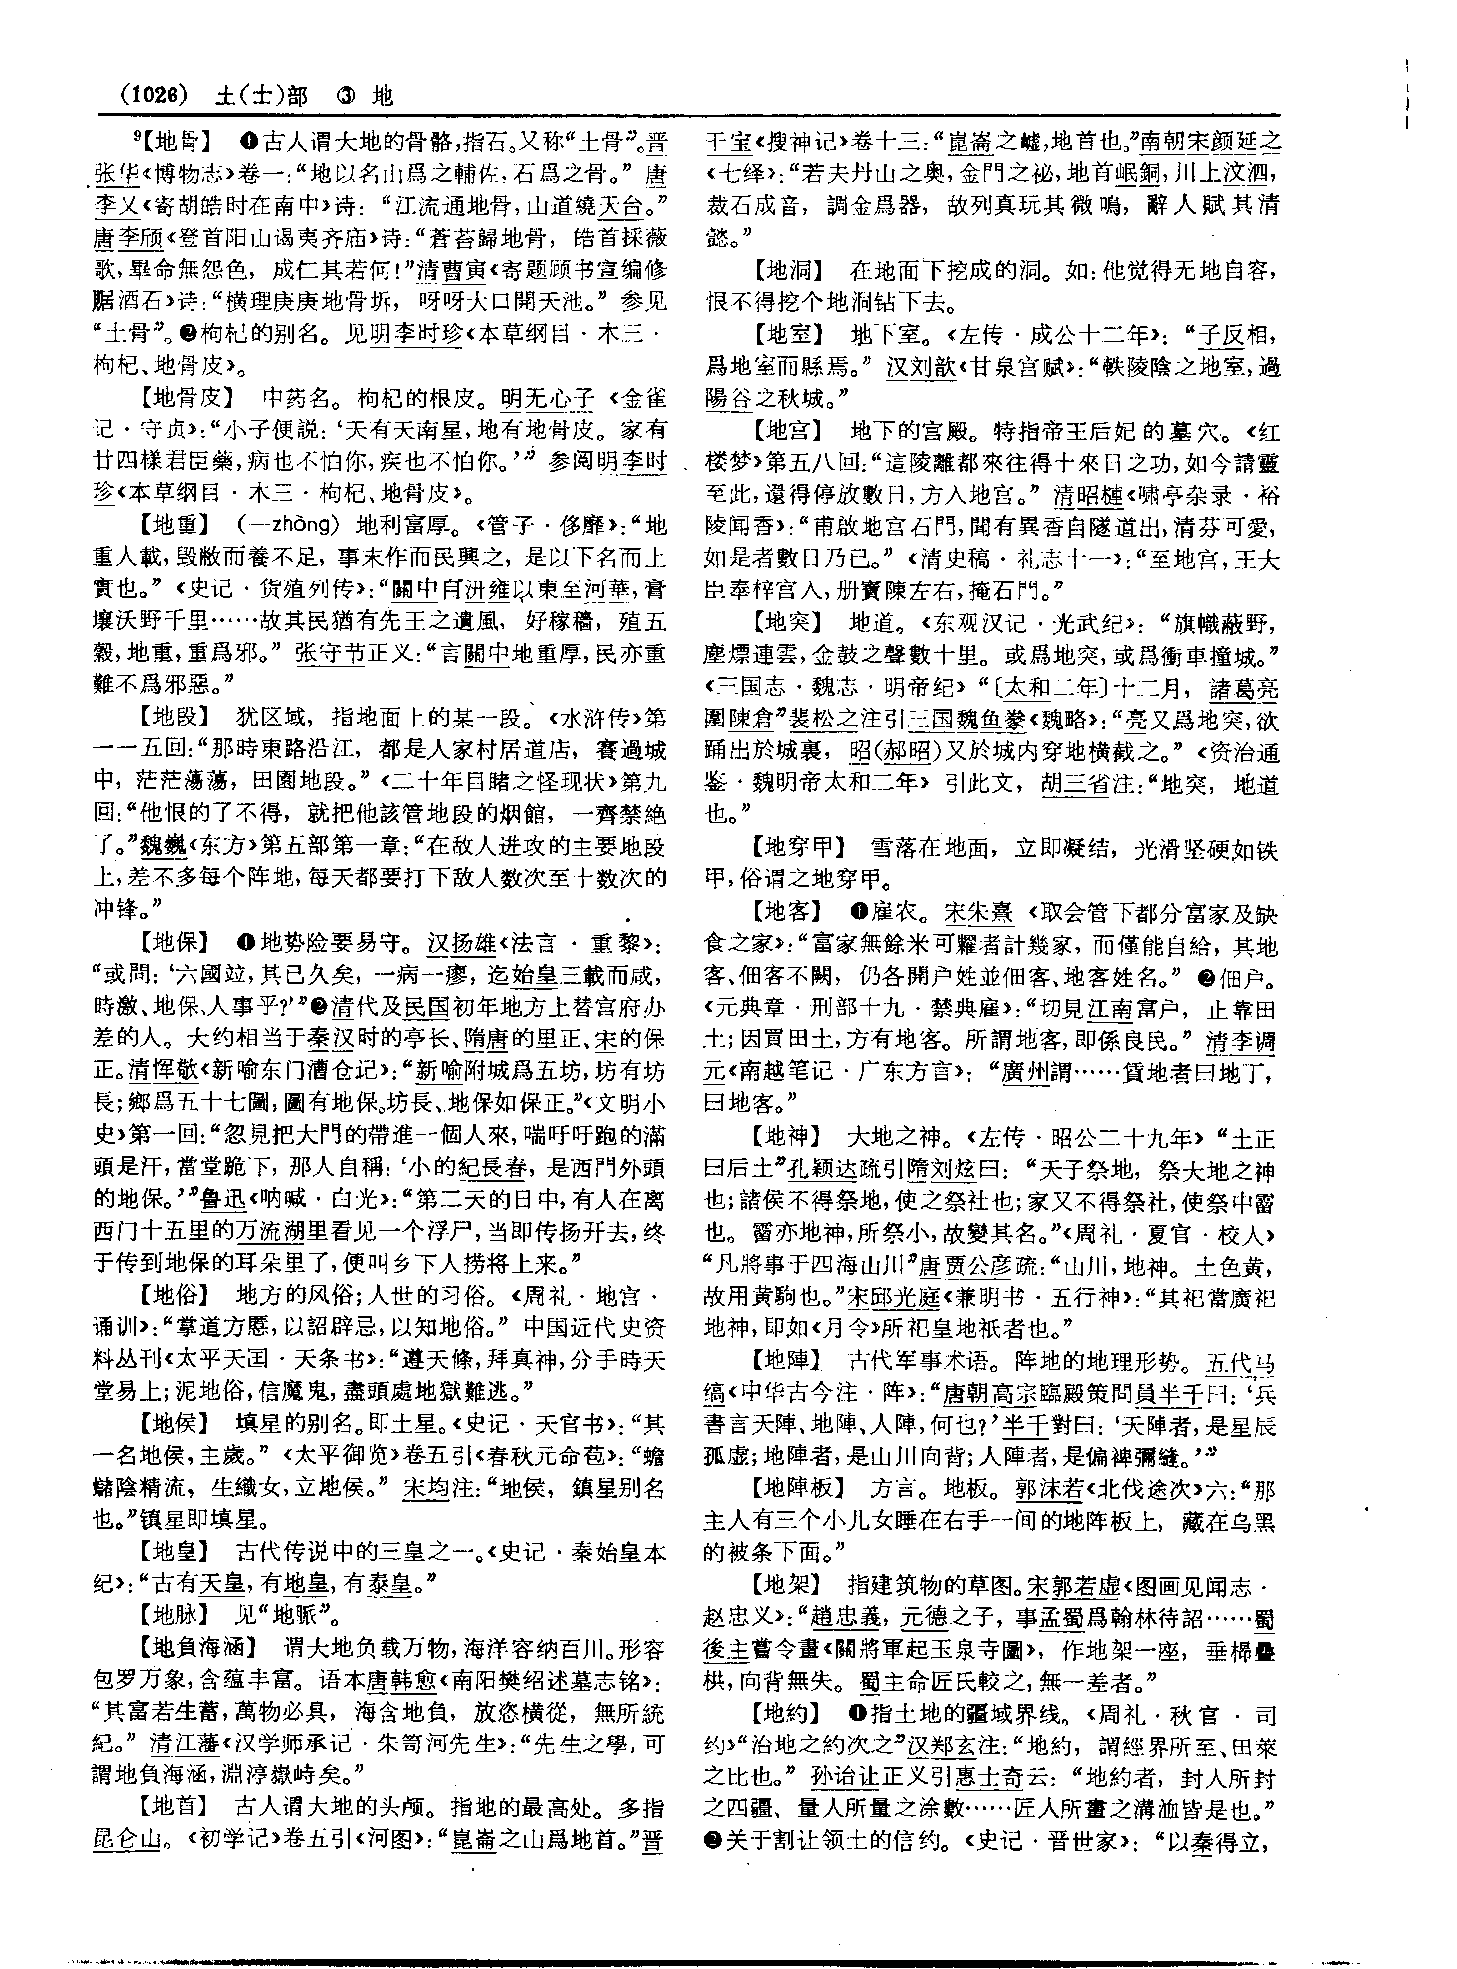 (1026) 土(士)部 ③ 地
⁹【地骨】 ❶古人谓大地的骨骼,指石。又称“土骨”。晋
张华《博物志》卷一:“地以名山爲之輔佐,石爲之骨。” 唐
李乂《寄胡皓时在南中》诗: “江流通地骨,山道繞天台。”
唐李颀《登首阳山谒夷齐庙》诗:“蒼苔歸地骨, 皓首採薇
歌,畢命無怨色, 成仁其若何!”清曹寅《寄题顾书宣编修
腽酒石》诗:“横理庚庚地骨坼, 呀呀大口開天池。” 参见
“土骨”。❷枸杞的别名。见明李时珍《本草纲目·木三·
枸杞、地骨皮》。
【地骨皮】 中药名。枸杞的根皮。明无心子《金雀
记·守贞》:“小子便説:‘天有天南星,地有地骨皮。家有
廿四樣君臣藥,病也不怕你,疾也不怕你。’” 参阅明李时
珍《本草纲目·木三·枸杞、地骨皮》。
【地重】 (—zhòng) 地利富厚。《管子·侈靡》:“地
重人載,毁敝而養不足, 事末作而民興之, 是以下名而上
實也。” 《史记·货殖列传》:“關中自汧雍以東至河華,膏
壤沃野千里……故其民猶有先王之遺風, 好稼穡, 殖五
穀,地重,重爲邪。” 张守节正义:“言關中地重厚,民亦重
難不爲邪惡。”
【地段】 犹区域, 指地面上的某一段。《水浒传》第
一一五回:“那時東路沿江, 都是人家村居道店, 賽過城
中, 茫茫蕩蕩, 田園地段。”《二十年目睹之怪现状》第九
回:“他恨的了不得, 就把他該管地段的烟館, 一齊禁絶
了。”魏巍《东方》第五部第一章:“在敌人进攻的主要地段
上,差不多每个阵地,每天都要打下敌人数次至十数次的
冲锋。”
【地保】 ❶地势险要易守。汉扬雄《法言·重黎》:
“或問:‘六國竝,其已久矣,一病一瘳,迄始皇三載而咸,
時激、地保、人事乎?’”❷清代及民国初年地方上替官府办
差的人。大约相当于秦汉时的亭长、隋唐的里正、宋的保
正。清恽敬《新喻东门漕仓记》:“新喻附城爲五坊,坊有坊
長;鄉爲五十七圖,圖有地保。坊長、地保如保正。”《文明小
史》第一回:“忽見把大門的帶進一個人來,喘吁吁跑的滿
頭是汗,當堂跪下, 那人自稱:‘小的紀長春, 是西門外頭
的地保。’”鲁迅《呐喊·白光》:“第二天的日中,有人在离
西门十五里的万流湖里看见一个浮尸,当即传扬开去,终
于传到地保的耳朵里了,便叫乡下人捞将上来。”
【地俗】 地方的风俗;人世的习俗。《周礼·地官·
诵训》:“掌道方慝,以詔辟忌,以知地俗。” 中国近代史资
料丛刊《太平天囯·天条书》:“遵天條,拜真神,分手時天
堂易上;泥地俗,信魔鬼,盡頭處地獄難逃。”
【地侯】 填星的别名。即土星。《史记·天官书》:“其
一名地侯,主歲。” 《太平御览》卷五引《春秋元命苞》:“蟾
蠩陰精流, 生織女,立地侯。” 宋均注:“地侯, 鎮星别名
也。”镇星即填星。
【地皇】 古代传说中的三皇之一。《史记·秦始皇本
纪》:“古有天皇,有地皇,有泰皇。”
【地脉】 见“地脈”。
【地負海涵】 谓大地负载万物,海洋容纳百川。形容
包罗万象,含蕴丰富。语本唐韩愈《南阳樊绍述墓志铭》:
“其富若生蓄,萬物必具, 海含地負, 放恣横從, 無所統
紀。” 清江藩《汉学师承记·朱笥河先生》:“先生之學,可
謂地負海涵,淵渟嶽峙矣。”
【地首】 古人谓大地的头颅。指地的最高处。多指
昆仑山。《初学记》卷五引《河图》:“崑崙之山爲地首。”晋
干宝《搜神记》卷十三:“崑崙之墟,地首也。”南朝宋颜延之
《七绎》:“若夫丹山之奥,金門之祕,地首岷銅,川上汶泗,
裁石成音, 調金爲器, 故列真玩其微鳴, 辭人賦其清
懿。”
【地洞】 在地面下挖成的洞。如:他觉得无地自容,
恨不得挖个地洞钻下去。
【地室】 地下室。《左传·成公十二年》: “子反相,
爲地室而縣焉。” 汉刘歆《甘泉宫赋》:“軼陵陰之地室,過
陽谷之秋城。”
【地宫】 地下的宫殿。特指帝王后妃的墓穴。《红
楼梦》第五八回:“這陵離都來往得十來日之功,如今請靈
至此,還得停放數日,方入地宫。” 清昭槤《啸亭杂录·裕
陵闻香》:“甫啟地宫石門,聞有異香自隧道出,清芬可愛,
如是者數日乃已。” 《清史稿·礼志十一》:“至地宫,王大
臣奉梓宫入,册寶陳左右,掩石門。”
【地突】 地道。《东观汉记·光武纪》: “旗幟蔽野,
塵熛連雲,金鼓之聲數十里。或爲地突,或爲衝車撞城。”
《三国志·魏志·明帝纪》“〔太和二年〕十二月, 諸葛亮
圍陳倉”裴松之注引三国魏鱼豢《魏略》:“亮又爲地突,欲
踊出於城裏, 昭(郝昭)又於城内穿地横截之。” 《资治通
鉴·魏明帝太和二年》 引此文, 胡三省注:“地突, 地道
也。”
【地穿甲】 雪落在地面, 立即凝结, 光滑坚硬如铁
甲,俗谓之地穿甲。
【地客】 ❶雇农。宋朱熹《取会管下都分富家及缺
食之家》:“富家無餘米可糶者計幾家, 而僅能自給, 其地
客、佃客不闕, 仍各開户姓並佃客、地客姓名。” ❷佃户。
《元典章·刑部十九·禁典雇》:“切見江南富户, 止靠田
土;因買田土,方有地客。所謂地客,即係良民。” 清李调
元《南越笔记·广东方言》: “廣州謂……賃地者曰地丁,
曰地客。”
【地神】 大地之神。《左传·昭公二十九年》“土正
曰后土”孔颖达疏引隋刘炫曰: “天子祭地, 祭大地之神
也;諸侯不得祭地,使之祭社也;家又不得祭社,使祭中霤
也。霤亦地神,所祭小,故變其名。”《周礼·夏官·校人》
“凡將事于四海山川”唐贾公彦疏:“山川,地神。土色黄,
故用黄駒也。”宋邱光庭《兼明书·五行神》:“其祀當廣祀
地神,即如《月令》所祀皇地祇者也。”
【地陣】 古代军事术语。阵地的地理形势。五代马
缟《中华古今注·阵》:“唐朝高宗臨殿策問員半千曰:‘兵
書言天陣、地陣、人陣,何也?’半千對曰:‘天陣者,是星辰
孤虚;地陣者,是山川向背;人陣者,是偏裨彌縫。’”
【地陣板】 方言。地板。郭沫若《北伐途次》六:“那
主人有三个小儿女睡在右手一间的地阵板上, 藏在乌黑
的被条下面。”
【地架】 指建筑物的草图。宋郭若虚《图画见闻志·
赵忠义》:“趙忠義, 元德之子, 事孟蜀爲翰林待詔……蜀
後主嘗令畫《關將軍起玉泉寺圖》, 作地架一座, 垂楊疊
栱,向背無失。蜀主命匠氏較之,無一差者。”
【地約】 ❶指土地的疆域界线。《周礼·秋官·司
约》“治地之約次之”汉郑玄注:“地約, 謂經界所至、田萊
之比也。” 孙诒让正义引惠士奇云: “地約者, 封人所封
之四疆、量人所量之涂數……匠人所畫之溝洫皆是也。”
❷关于割让领土的信约。《史记·晋世家》: “以秦得立,